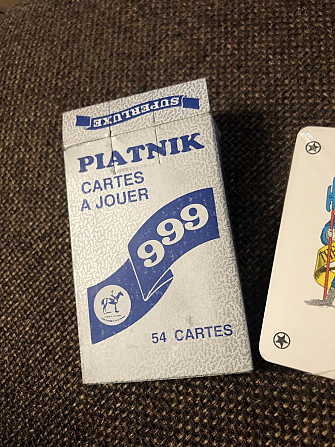 SUPERLUXE
PIATNIK
CARTES
A JOUER
999
54 CARTES